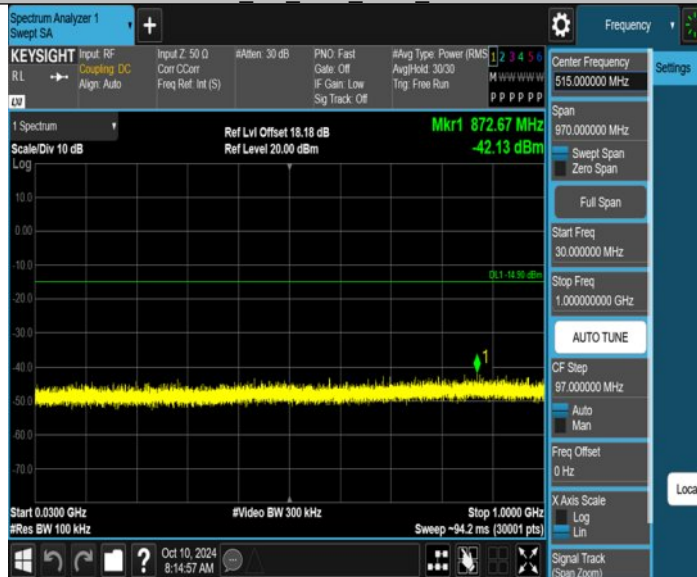 Spectrum Analyzer 1
Swept SA
Frequency
KEYSIGHT
RL
LXI
Input: RF
Coupling: DC
Align: Auto
Input Z: 50 Ω
Corr CCorr
Freq Ref: Int (S)
#Atten: 30 dB
PNO: Fast
Gate: Off
IF Gain: Low
Sig Track: Off
#Avg Type: Power (RMS
Avg|Hold: 30/30
Trig: Free Run
1 2 3 4 5 6
M W W W W W
P P P P P P
Center Frequency
515.000000 MHz
Settings
1 Spectrum
Scale/Div 10 dB
Log
Ref Lvl Offset 18.18 dB
Ref Level 20.00 dBm
Mkr1 872.67 MHz
-42.13 dBm
Span
970.000000 MHz
Swept Span
Zero Span
Full Span
Start Freq
30.000000 MHz
Stop Freq
1.000000000 GHz
AUTO TUNE
CF Step
97.000000 MHz
Auto
Man
Freq Offset
0 Hz
X Axis Scale
Log
Lin
Signal Track
(Span Zoom)
Loca
10.0
0.00
-10.0
DL1 -14.90 dBm
-20.0
-30.0
-40.0
1
-50.0
-60.0
-70.0
Start 0.0300 GHz
#Res BW 100 kHz
#Video BW 300 kHz
Stop 1.0000 GHz
Sweep ~94.2 ms (30001 pts)
?
Oct 10, 2024
8:14:57 AM